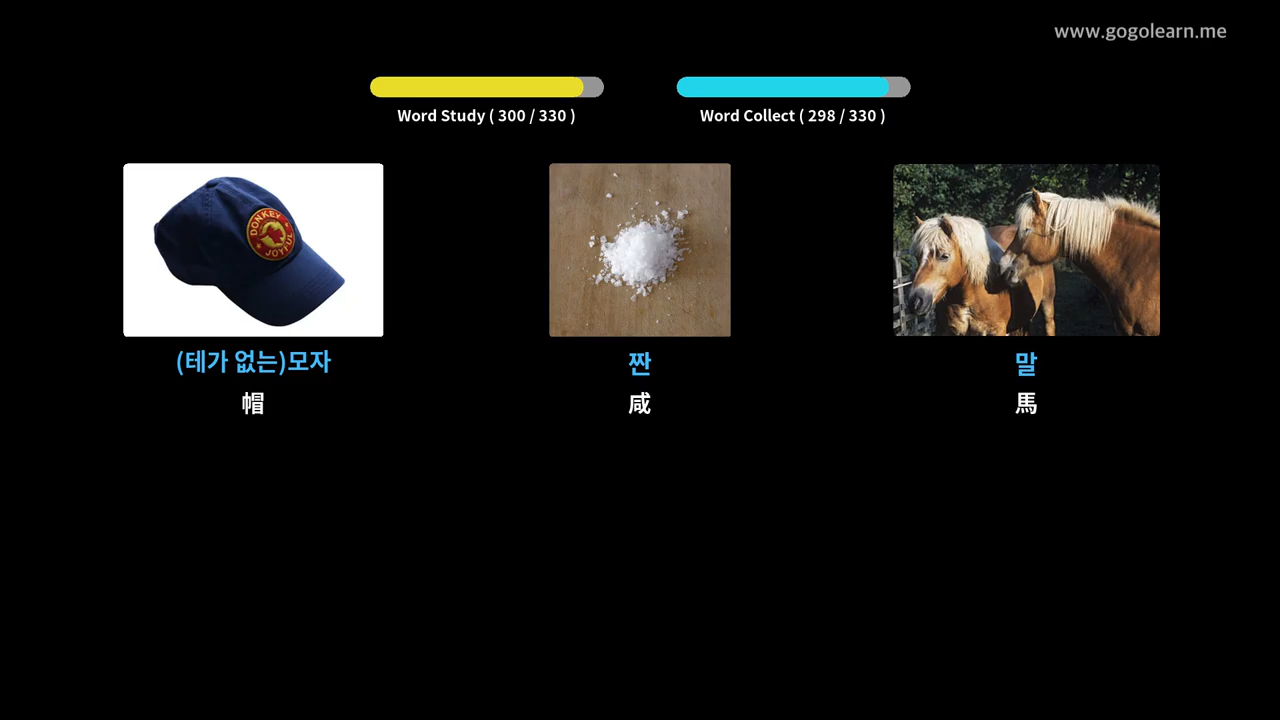 www.gogolearn.me
Word Study ( 300 / 330 )
Word Collect ( 298 / 330 )
DONKEY
JOYFUL
(테가 없는)모자
짠
말
帽
咸
馬